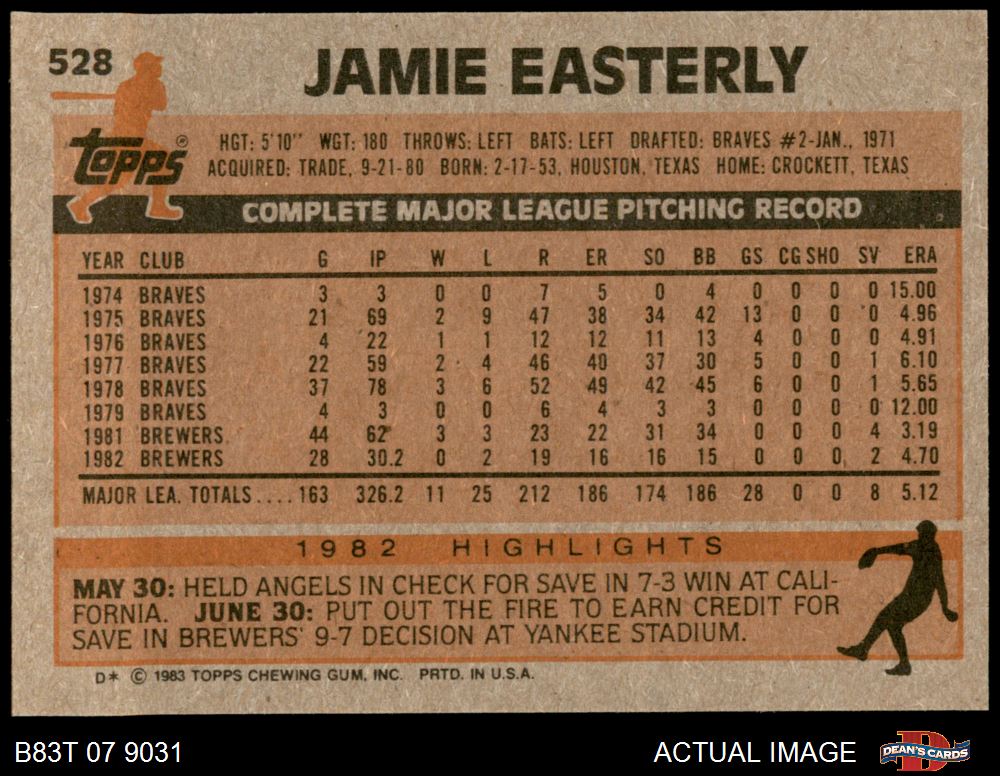 528
JAMIE EASTERLY
topps®
HGT: 5'10" WGT: 180 THROWS: LEFT BATS: LEFT DRAFTED: BRAVES #2-JAN., 1971
ACQUIRED: TRADE, 9-21-80 BORN: 2-17-53, HOUSTON, TEXAS HOME: CROCKETT, TEXAS
COMPLETE MAJOR LEAGUE PITCHING RECORD
YEAR CLUB G IP W L R ER SO BB GS CG SHO SV ERA
1974 BRAVES 3 3 0 0 7 5 0 4 0 0 0 0 15.00
1975 BRAVES 21 69 2 9 47 38 34 42 13 0 0 0 4.96
1976 BRAVES 4 22 1 1 12 12 11 13 4 0 0 0 4.91
1977 BRAVES 22 59 2 4 46 40 37 30 5 0 0 1 6.10
1978 BRAVES 37 78 3 6 52 49 42 45 6 0 0 1 5.65
1979 BRAVES 4 3 0 0 6 4 3 3 0 0 0 0 12.00
1981 BREWERS 44 62 3 3 23 22 31 34 0 0 0 4 3.19
1982 BREWERS 28 30.2 0 2 19 16 16 15 0 0 0 2 4.70
MAJOR LEA. TOTALS.... 163 326.2 11 25 212 186 174 186 28 0 0 8 5.12
1982 HIGHLIGHTS
MAY 30: HELD ANGELS IN CHECK FOR SAVE IN 7-3 WIN AT CALI-
FORNIA. JUNE 30: PUT OUT THE FIRE TO EARN CREDIT FOR
SAVE IN BREWERS' 9-7 DECISION AT YANKEE STADIUM.
D* © 1983 TOPPS CHEWING GUM, INC. PRTD. IN U.S.A.
B83T 07 9031 ACTUAL IMAGE DEAN'S CARDS